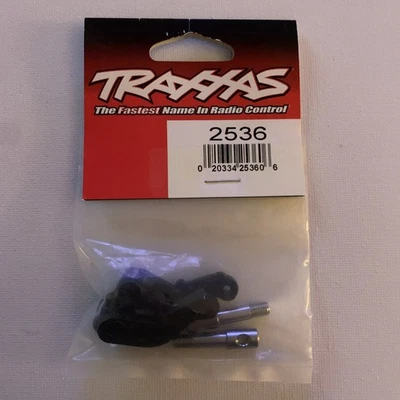 TRAXXAS
The Fastest Name In Radio Control
2536
0 20334 25360 6